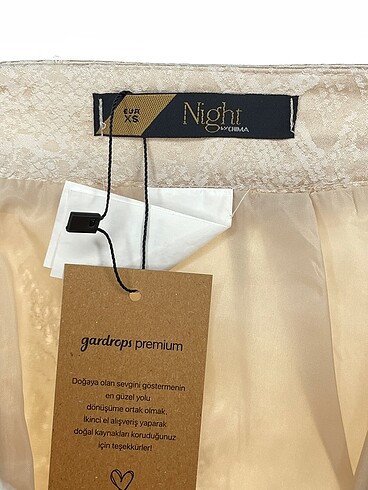 EUR
XS
Night
BY CHIMA
gardrops premium
Doğaya olan sevgini göstermenin
en güzel yolu
dönüşüme ortak olmak.
İkinci el alışveriş yaparak
doğal kaynakları koruduğunuz
için teşekkürler!